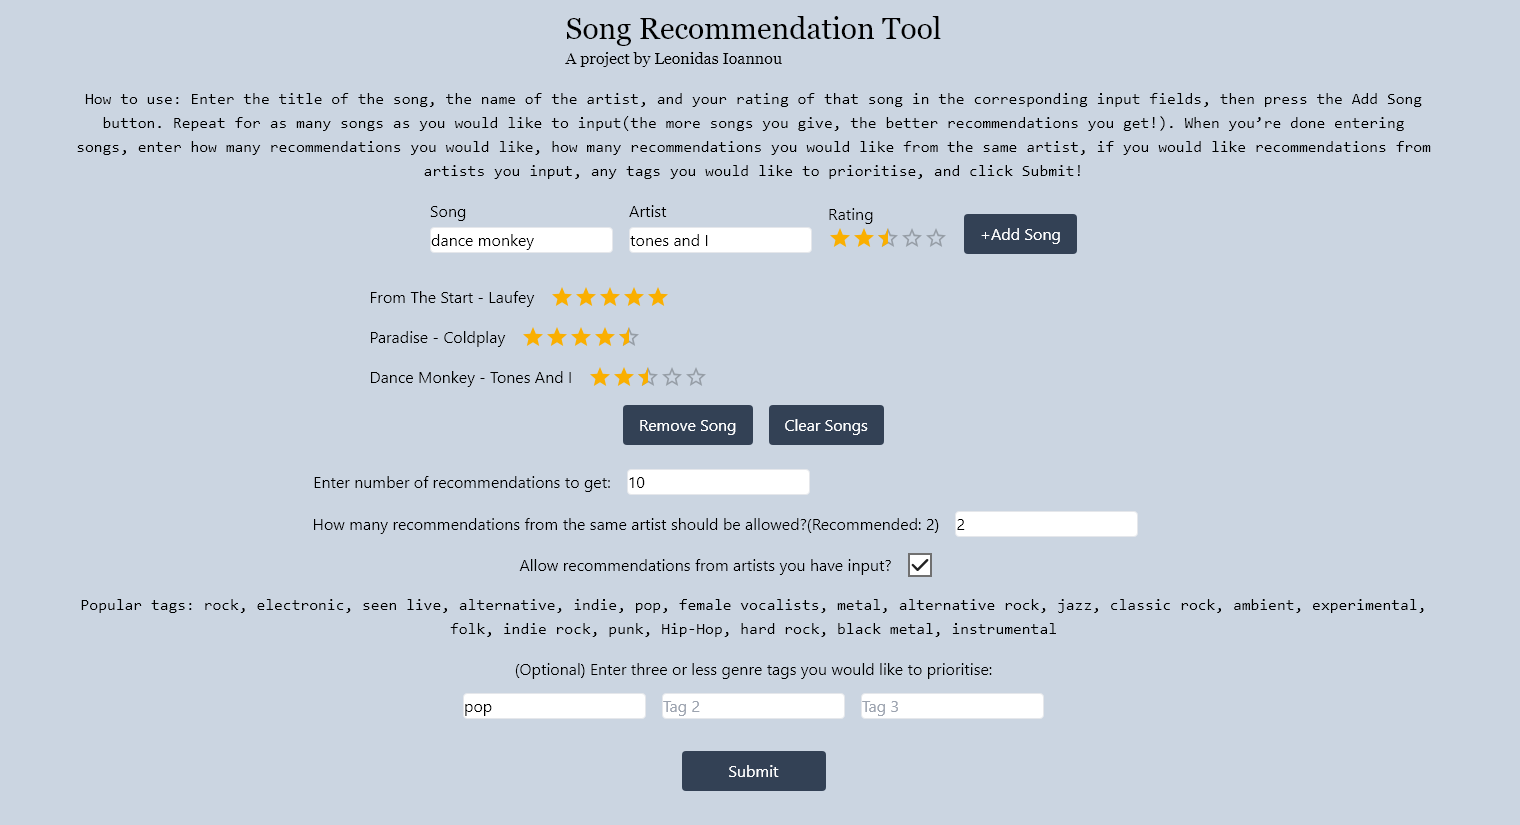 Song Recommendation Tool
A project by Leonidas Ioannou
How to use: Enter the title of the song, the name of the artist, and your rating of that song in the corresponding input fields, then press the Add Song
button. Repeat for as many songs as you would like to input(the more songs you give, the better recommendations you get!). When you’re done entering
songs, enter how many recommendations you would like, how many recommendations you would like from the same artist, if you would like recommendations from
artists you input, any tags you would like to prioritise, and click Submit!
Song Artist Rating
dance monkey tones and I +Add Song
From The Start - Laufey
Paradise - Coldplay
Dance Monkey - Tones And I
Remove Song Clear Songs
Enter number of recommendations to get: 10
How many recommendations from the same artist should be allowed?(Recommended: 2) 2
Allow recommendations from artists you have input?
Popular tags: rock, electronic, seen live, alternative, indie, pop, female vocalists, metal, alternative rock, jazz, classic rock, ambient, experimental,
folk, indie rock, punk, Hip-Hop, hard rock, black metal, instrumental
(Optional) Enter three or less genre tags you would like to prioritise:
pop Tag 2 Tag 3
Submit